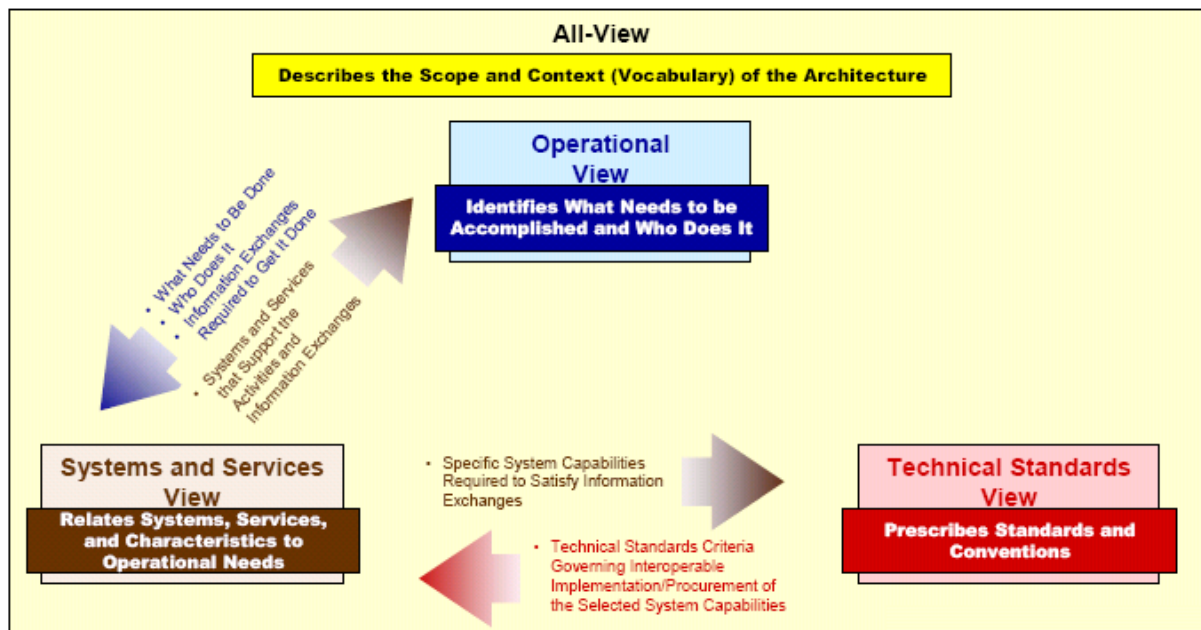 All-View
Describes the Scope and Context (Vocabulary) of the Architecture
Operational
View
Identifies What Needs to be
Accomplished and Who Does It
• What Needs to Be Done
• Who Does It
• Information Exchanges
Required to Get It Done
• Systems and Services
that Support the
Activities and
Information Exchanges
Systems and Services
View
Relates Systems, Services,
and Characteristics to
Operational Needs
• Specific System Capabilities
Required to Satisfy Information
Exchanges
• Technical Standards Criteria
Governing Interoperable
Implementation/Procurement of
the Selected System Capabilities
Technical Standards
View
Prescribes Standards and
Conventions